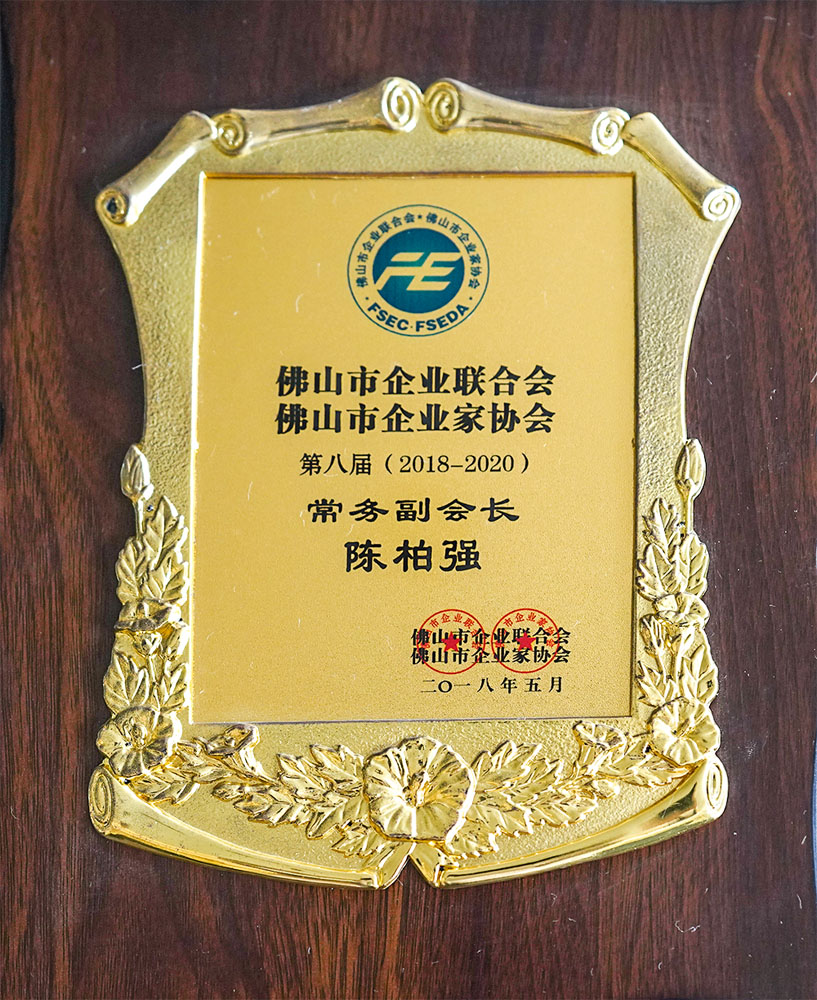 佛山市企业联合会★佛山市企业家协会
FE
FSEC·FSEDA
佛山市企业联合会
佛山市企业家协会
第八届（2018-2020）
常务副会长
陈柏强
佛山市企业联合会
佛山市企业家协会
二〇一八年五月